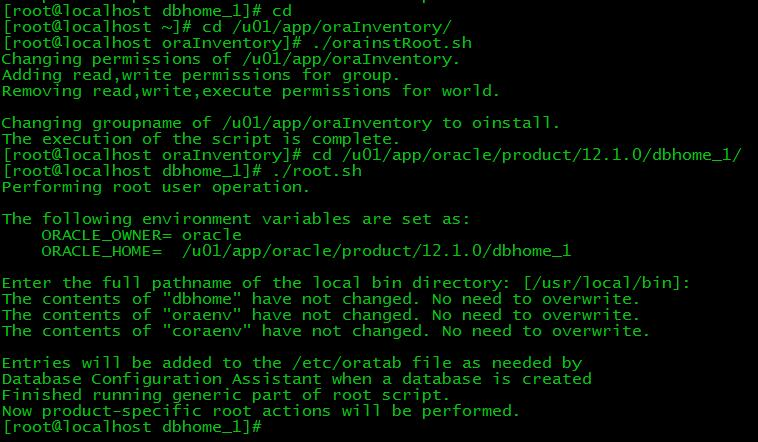 [root@localhost dbhome_1]# cd
[root@localhost ~]# cd /u01/app/oraInventory/
[root@localhost oraInventory]# ./orainstRoot.sh
Changing permissions of /u01/app/oraInventory.
Adding read,write permissions for group.
Removing read,write,execute permissions for world.

Changing groupname of /u01/app/oraInventory to oinstall.
The execution of the script is complete.
[root@localhost oraInventory]# cd /u01/app/oracle/product/12.1.0/dbhome_1/
[root@localhost dbhome_1]# ./root.sh
Performing root user operation.

The following environment variables are set as:
    ORACLE_OWNER= oracle
    ORACLE_HOME=  /u01/app/oracle/product/12.1.0/dbhome_1

Enter the full pathname of the local bin directory: [/usr/local/bin]:
The contents of "dbhome" have not changed. No need to overwrite.
The contents of "oraenv" have not changed. No need to overwrite.
The contents of "coraenv" have not changed. No need to overwrite.

Entries will be added to the /etc/oratab file as needed by
Database Configuration Assistant when a database is created
Finished running generic part of root script.
Now product-specific root actions will be performed.
[root@localhost dbhome_1]#